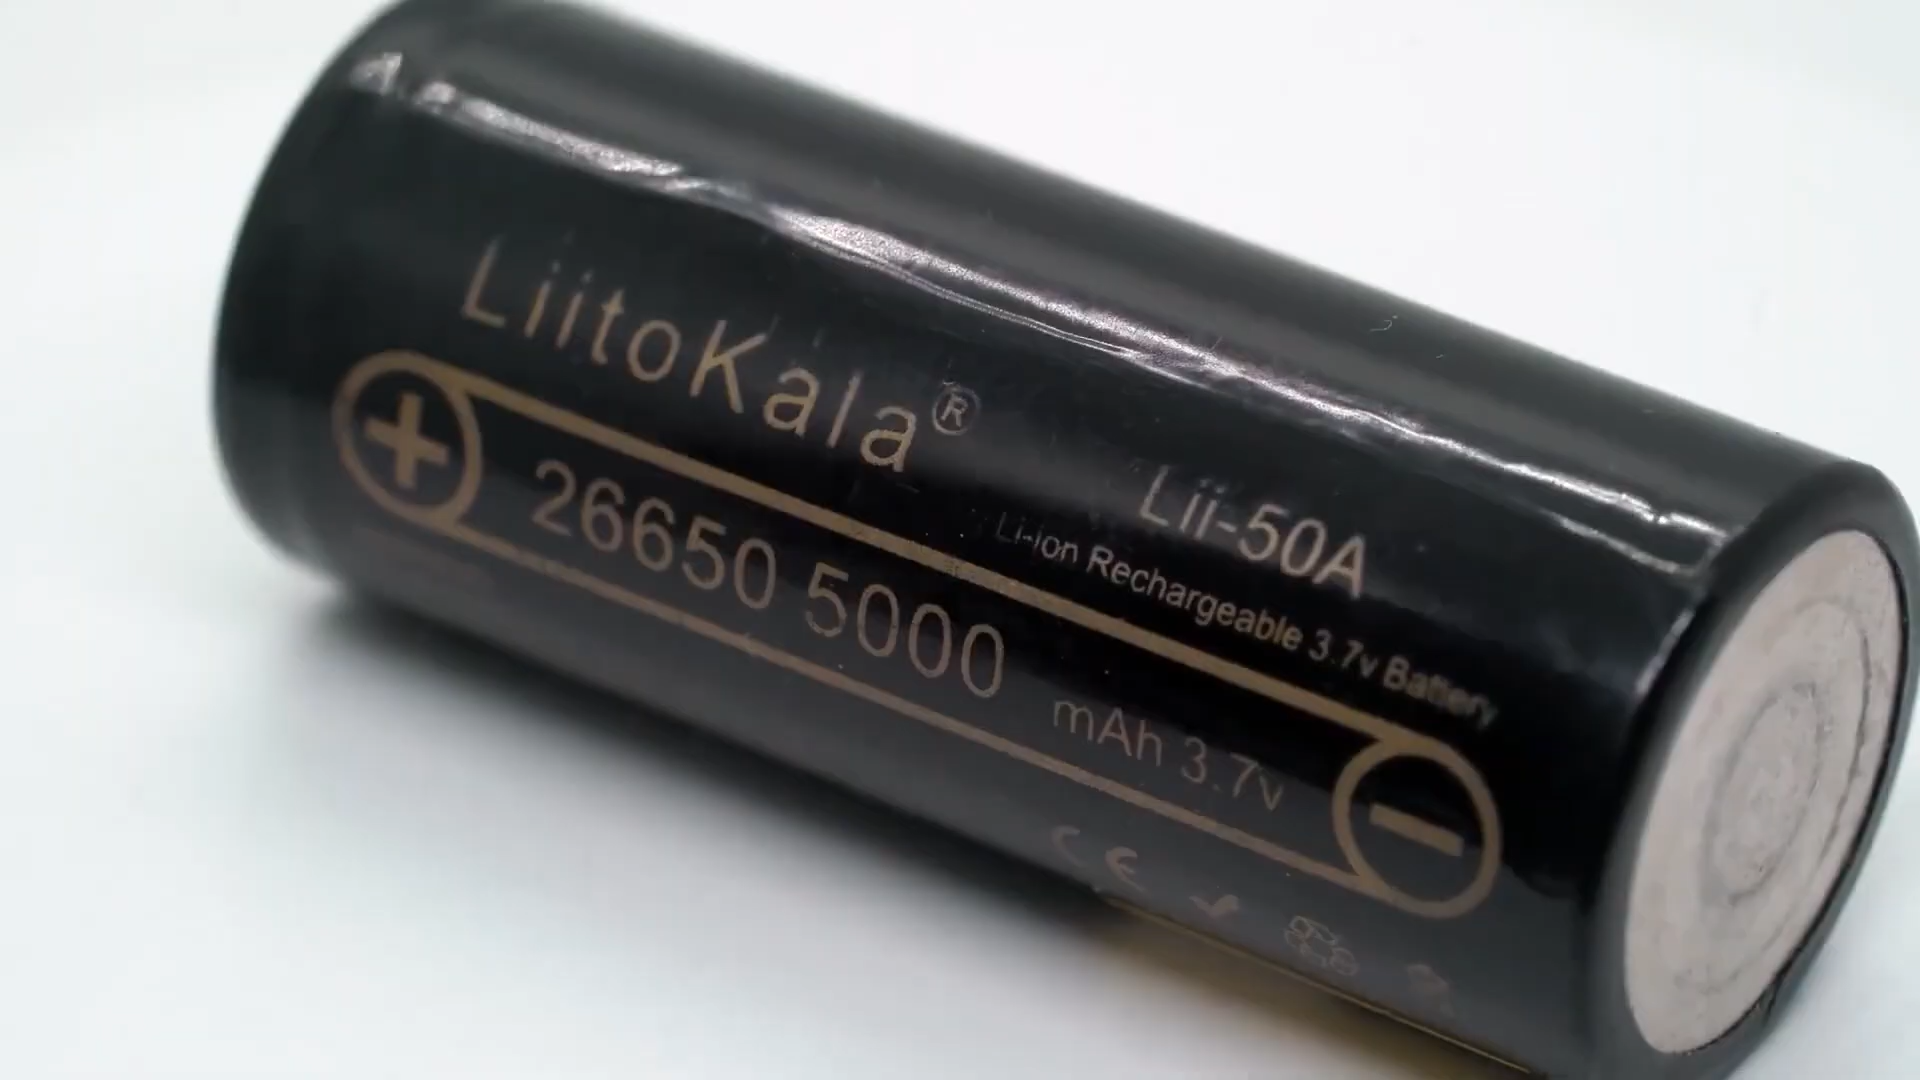 LiitoKala®
Lii-50A
Li-ion Rechargeable 3.7v Battery
+ 26650 5000 mAh 3.7v −
CE